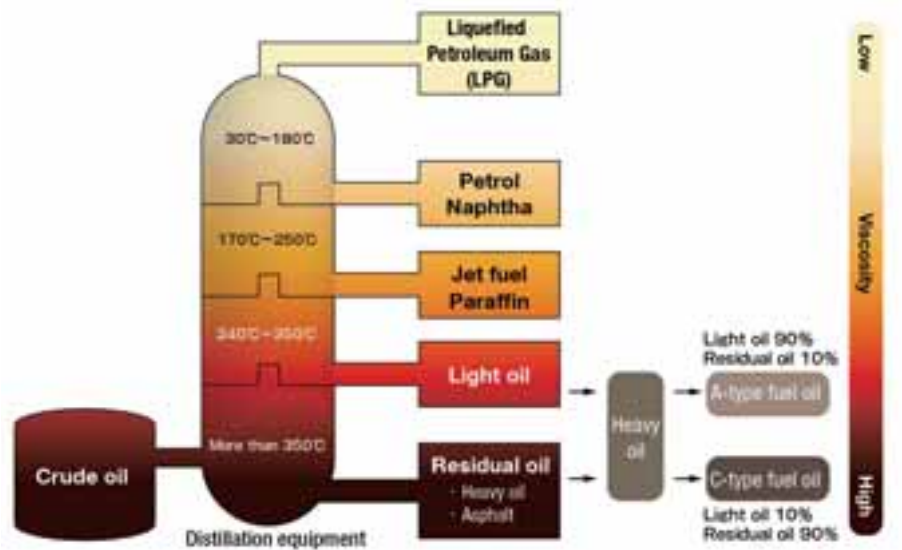 Liquefied
Petroleum Gas
(LPG)
30℃~180℃
Petrol
Naphtha
170℃~250℃
Jet fuel
Paraffin
240℃~350℃
Light oil
More than 350℃
Crude oil
Residual oil
· Heavy oil
· Asphalt
Distillation equipment
Heavy
oil
Light oil 90%
Residual oil 10%
A-type fuel oil
C-type fuel oil
Light oil 10%
Residual oil 90%
Low
Viscosity
High